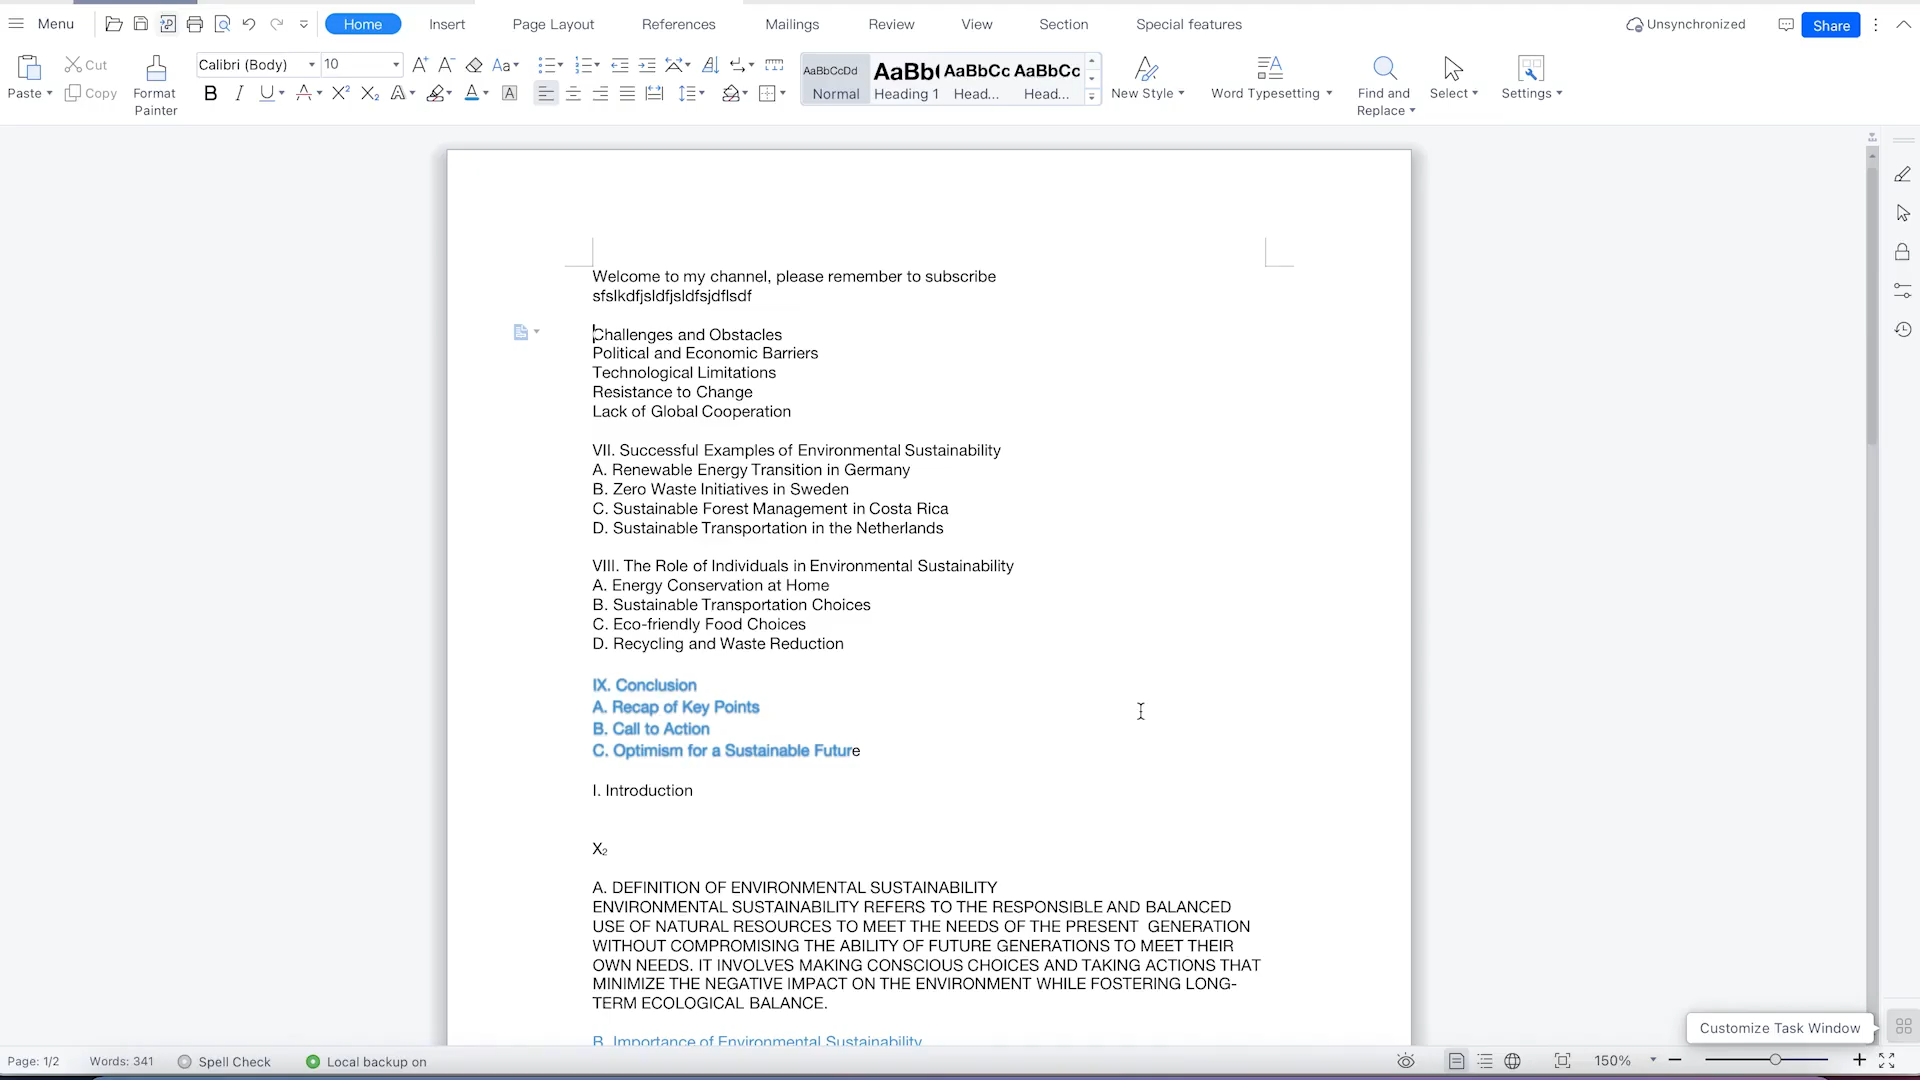 Menu
Home
Insert
Page Layout
References
Mailings
Review
View
Section
Special features
Unsynchronized
Share
Paste
Cut
Copy
Format
Painter
Calibri (Body)
10
AaBbCcDd
Normal
AaBb(
Heading 1
AaBbCc
Head...
AaBbCc
Head...
New Style
Word Typesetting
Find and
Replace
Select
Settings
Welcome to my channel, please remember to subscribe
sfslkdfjsldfjsldfsjdflsdf
Challenges and Obstacles
Political and Economic Barriers
Technological Limitations
Resistance to Change
Lack of Global Cooperation
VII. Successful Examples of Environmental Sustainability
A. Renewable Energy Transition in Germany
B. Zero Waste Initiatives in Sweden
C. Sustainable Forest Management in Costa Rica
D. Sustainable Transportation in the Netherlands
VIII. The Role of Individuals in Environmental Sustainability
A. Energy Conservation at Home
B. Sustainable Transportation Choices
C. Eco-friendly Food Choices
D. Recycling and Waste Reduction
IX. Conclusion
A. Recap of Key Points
B. Call to Action
C. Optimism for a Sustainable Future
I. Introduction
X₂
A. DEFINITION OF ENVIRONMENTAL SUSTAINABILITY
ENVIRONMENTAL SUSTAINABILITY REFERS TO THE RESPONSIBLE AND BALANCED
USE OF NATURAL RESOURCES TO MEET THE NEEDS OF THE PRESENT  GENERATION
WITHOUT COMPROMISING THE ABILITY OF FUTURE GENERATIONS TO MEET THEIR
OWN NEEDS. IT INVOLVES MAKING CONSCIOUS CHOICES AND TAKING ACTIONS THAT
MINIMIZE THE NEGATIVE IMPACT ON THE ENVIRONMENT WHILE FOSTERING LONG-
TERM ECOLOGICAL BALANCE.
B. Importance of Environmental Sustainability
Customize Task Window
Page: 1/2
Words: 341
Spell Check
Local backup on
150%